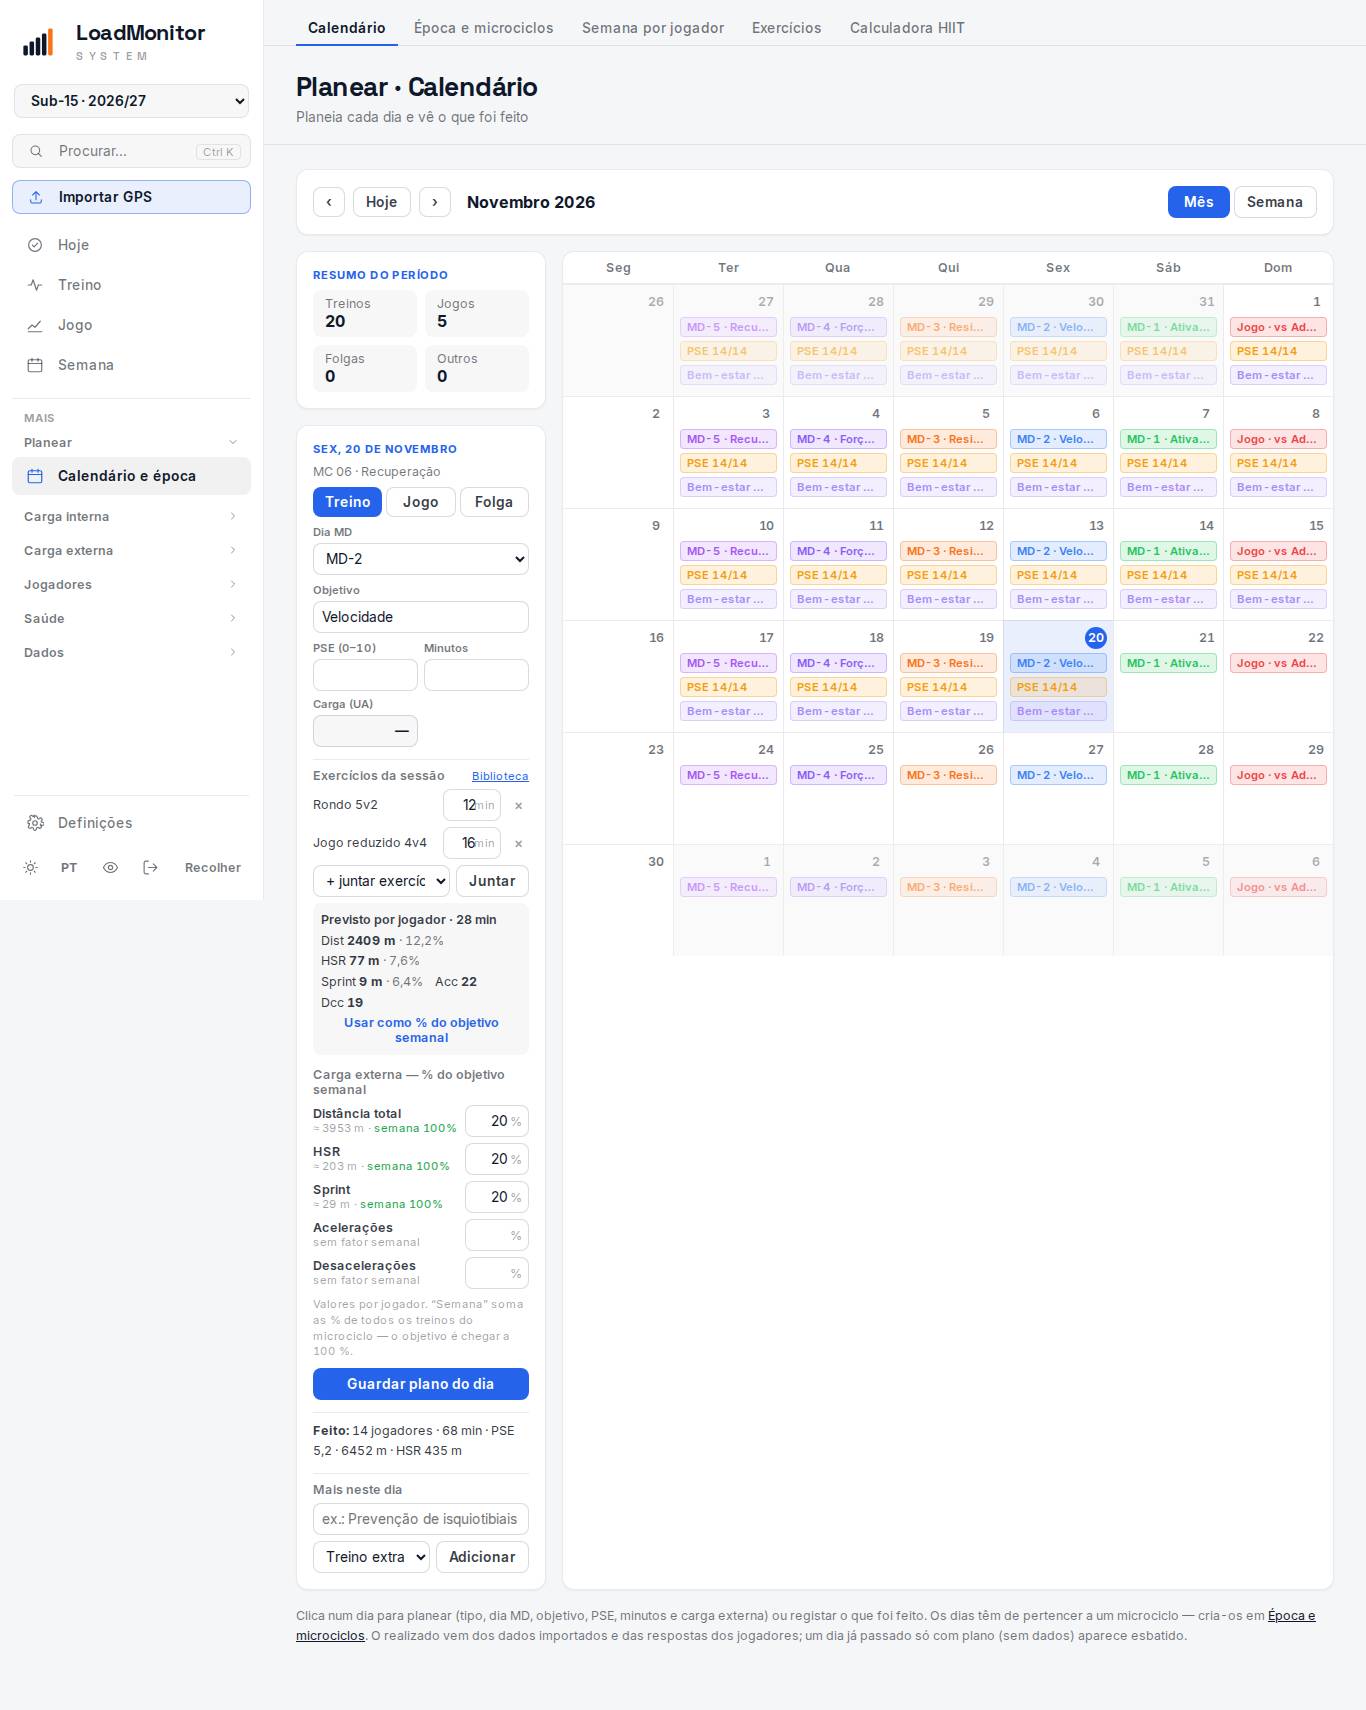 LoadMonitor
SYSTEM
Sub-15 · 2026/27
Procurar...
Ctrl K
Importar GPS
Hoje
Treino
Jogo
Semana
MAIS
Planear
Calendário e época
Carga interna
Carga externa
Jogadores
Saúde
Dados
Definições
PT
Recolher
Calendário
Época e microciclos
Semana por jogador
Exercícios
Calculadora HIIT
Planear · Calendário
Planeia cada dia e vê o que foi feito
‹
Hoje
›
Novembro 2026
Mês
Semana
RESUMO DO PERÍODO
Treinos
20
Jogos
5
Folgas
0
Outros
0
SEX, 20 DE NOVEMBRO
MC 06 · Recuperação
Treino
Jogo
Folga
Dia MD
MD-2
Objetivo
Velocidade
PSE (0–10)
Minutos
Carga (UA)
—
Exercícios da sessão
Biblioteca
Rondo 5v2
12 min
×
Jogo reduzido 4v4
16 min
×
+ juntar exercíc
Juntar
Previsto por jogador · 28 min
Dist 2409 m · 12,2%
HSR 77 m · 7,6%
Sprint 9 m · 6,4% Acc 22
Dcc 19
Usar como % do objetivo
semanal
Carga externa — % do objetivo
semanal
Distância total
≈ 3953 m · semana 100%
20 %
HSR
≈ 203 m · semana 100%
20 %
Sprint
≈ 29 m · semana 100%
20 %
Acelerações
sem fator semanal
%
Desacelerações
sem fator semanal
%
Valores por jogador. “Semana” soma
as % de todos os treinos do
microciclo — o objetivo é chegar a
100 %.
Guardar plano do dia
Feito: 14 jogadores · 68 min · PSE
5,2 · 6452 m · HSR 435 m
Mais neste dia
ex.: Prevenção de isquiotibiais
Treino extra
Adicionar
Seg Ter Qua Qui Sex Sáb Dom
26 27 28 29 30 31 1
MD-5 · Recu... MD-4 · Forç... MD-3 · Resi... MD-2 · Velo... MD-1 · Ativa... Jogo · vs Ad...
PSE 14/14 PSE 14/14 PSE 14/14 PSE 14/14 PSE 14/14 PSE 14/14
Bem-estar ... Bem-estar ... Bem-estar ... Bem-estar ... Bem-estar ... Bem-estar ...
2 3 4 5 6 7 8
MD-5 · Recu... MD-4 · Forç... MD-3 · Resi... MD-2 · Velo... MD-1 · Ativa... Jogo · vs Ad...
PSE 14/14 PSE 14/14 PSE 14/14 PSE 14/14 PSE 14/14 PSE 14/14
Bem-estar ... Bem-estar ... Bem-estar ... Bem-estar ... Bem-estar ... Bem-estar ...
9 10 11 12 13 14 15
MD-5 · Recu... MD-4 · Forç... MD-3 · Resi... MD-2 · Velo... MD-1 · Ativa... Jogo · vs Ad...
PSE 14/14 PSE 14/14 PSE 14/14 PSE 14/14 PSE 14/14 PSE 14/14
Bem-estar ... Bem-estar ... Bem-estar ... Bem-estar ... Bem-estar ... Bem-estar ...
16 17 18 19 20 21 22
MD-5 · Recu... MD-4 · Forç... MD-3 · Resi... MD-2 · Velo... MD-1 · Ativa... Jogo · vs Ad...
PSE 14/14 PSE 14/14 PSE 14/14 PSE 14/14
Bem-estar ... Bem-estar ... Bem-estar ... Bem-estar ...
23 24 25 26 27 28 29
MD-5 · Recu... MD-4 · Forç... MD-3 · Resi... MD-2 · Velo... MD-1 · Ativa... Jogo · vs Ad...
30 1 2 3 4 5 6
MD-5 · Recu... MD-4 · Forç... MD-3 · Resi... MD-2 · Velo... MD-1 · Ativa... Jogo · vs Ad...
Clica num dia para planear (tipo, dia MD, objetivo, PSE, minutos e carga externa) ou registar o que foi feito. Os dias têm de pertencer a um microciclo — cria-os em Época e
microciclos. O realizado vem dos dados importados e das respostas dos jogadores; um dia já passado só com plano (sem dados) aparece esbatido.